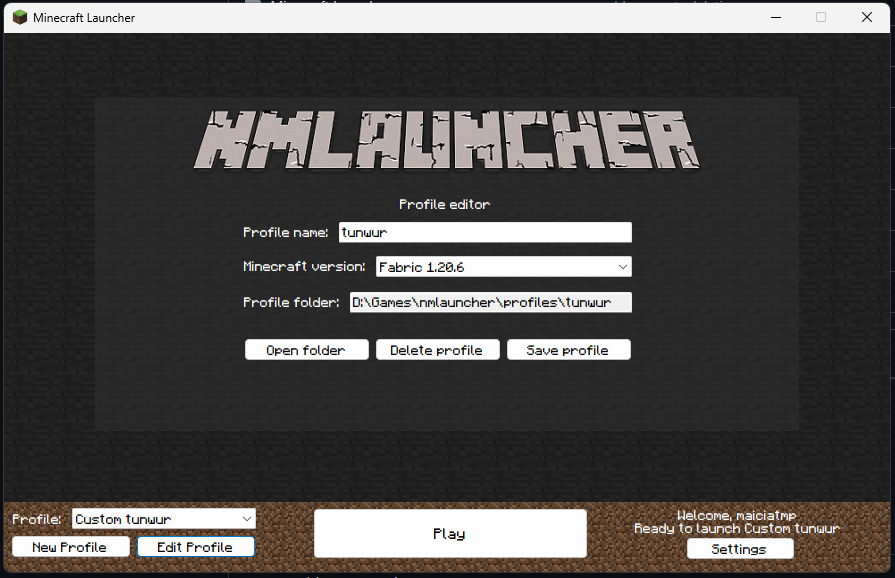 Minecraft Launcher
NMLAUNCHER
Profile editor
Profile name: tunwur
Minecraft version: Fabric 1.20.6
Profile folder: D:\Games\nmlauncher\profiles\tunwur
Open folder Delete profile Save profile
Profile: Custom tunwur
New Profile Edit Profile
Play
Welcome, maiciatmp
Ready to launch Custom tunwur
Settings